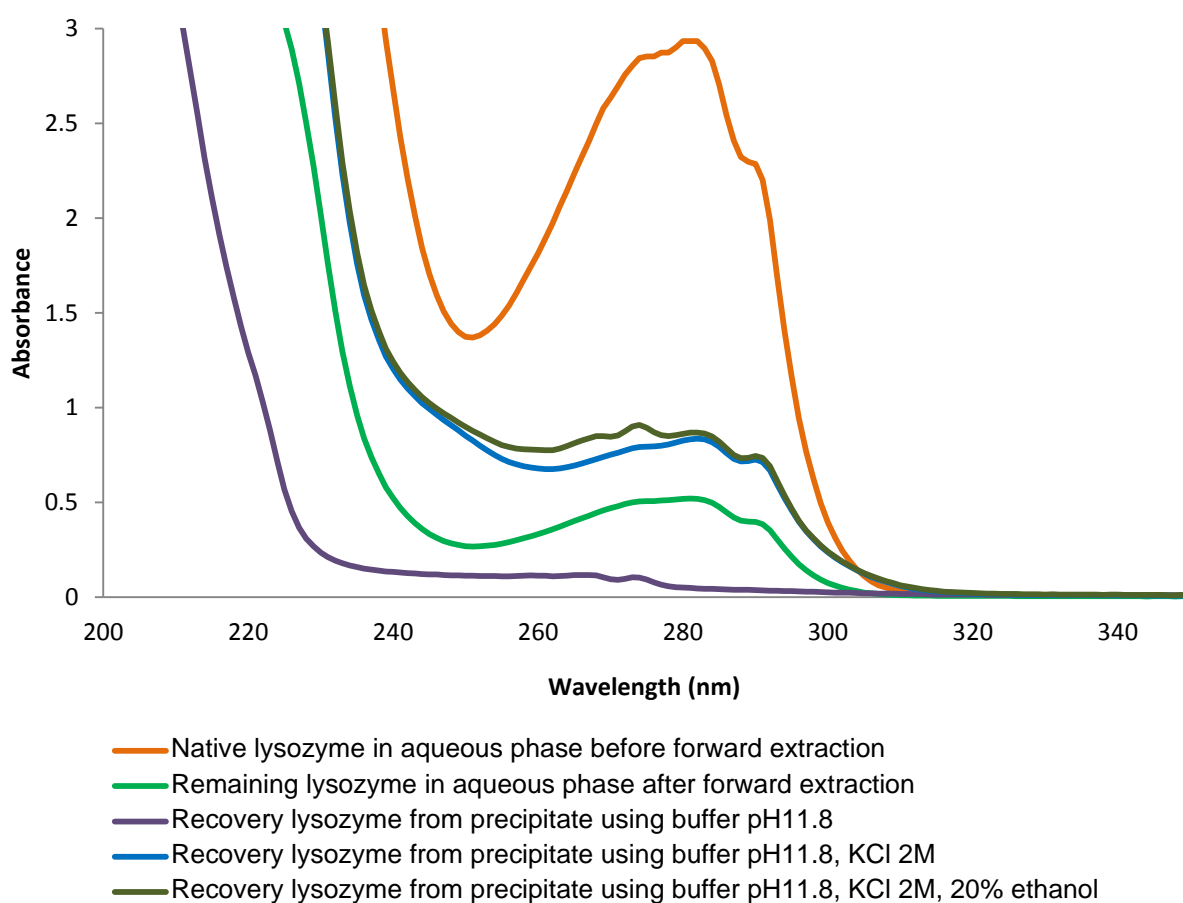 3
2.5
2
1.5
1
0.5
0
Absorbance
200 220 240 260 280 300 320 340
Wavelength (nm)
Native lysozyme in aqueous phase before forward extraction
Remaining lysozyme in aqueous phase after forward extraction
Recovery lysozyme from precipitate using buffer pH11.8
Recovery lysozyme from precipitate using buffer pH11.8, KCl 2M
Recovery lysozyme from precipitate using buffer pH11.8, KCl 2M, 20% ethanol